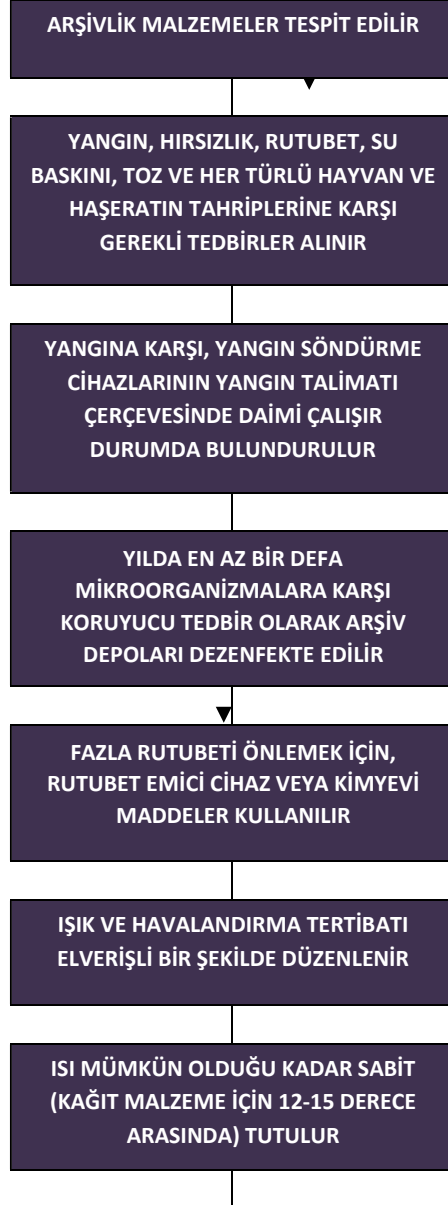 ARŞİVLİK MALZEMELER TESPİT EDİLİR
YANGIN, HIRSIZLIK, RUTUBET, SU
BASKINI, TOZ VE HER TÜRLÜ HAYVAN VE
HAŞERATIN TAHRİPLERİNE KARŞI
GEREKLİ TEDBİRLER ALINIR
YANGINA KARŞI, YANGIN SÖNDÜRME
CİHAZLARININ YANGIN TALİMATI
ÇERÇEVESİNDE DAİMİ ÇALIŞIR
DURUMDA BULUNDURULUR
YILDA EN AZ BİR DEFA
MİKROORGANİZMALARA KARŞI
KORUYUCU TEDBİR OLARAK ARŞİV
DEPOLARI DEZENFEKTE EDİLİR
FAZLA RUTUBETİ ÖNLEMEK İÇİN,
RUTUBET EMİCİ CİHAZ VEYA KİMYEVİ
MADDELER KULLANILIR
IŞIK VE HAVALANDIRMA TERTİBATI
ELVERİŞLİ BİR ŞEKİLDE DÜZENLENİR
ISI MÜMKÜN OLDUĞU KADAR SABİT
(KAĞIT MALZEME İÇİN 12-15 DERECE
ARASINDA) TUTULUR